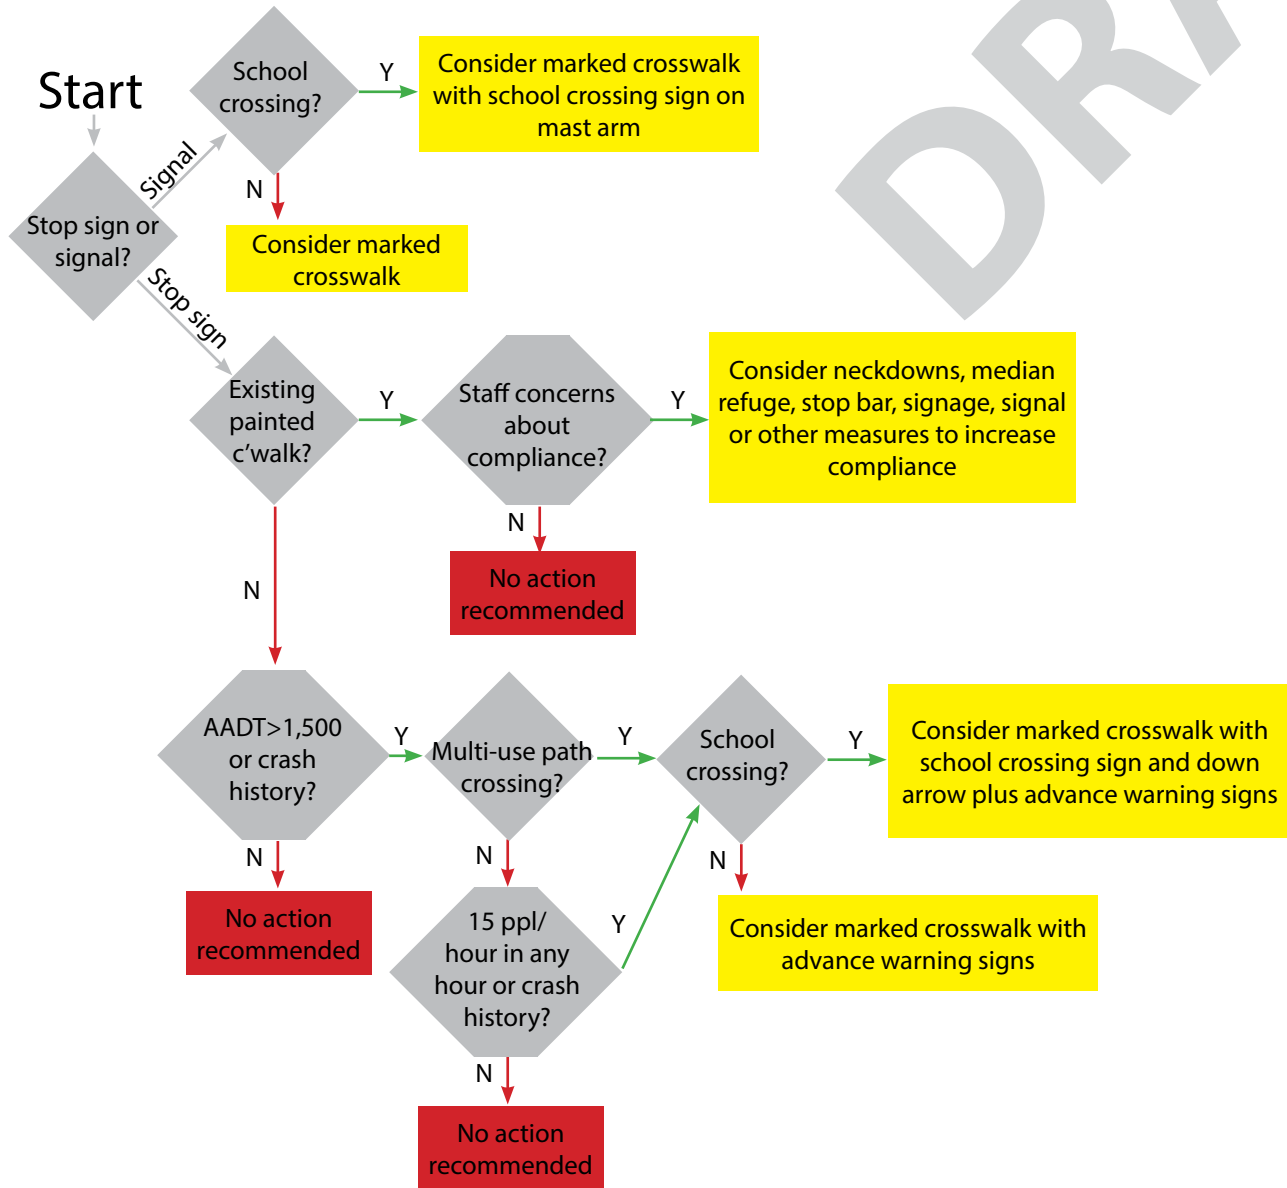 DRA
Start
School
crossing?
Y
Consider marked crosswalk
with school crossing sign on
mast arm
Signal
N
Stop sign or
signal?
Consider marked
crosswalk
Stop sign
Existing
painted
c'walk?
Y
Staff concerns
about
compliance?
Y
Consider neckdowns, median
refuge, stop bar, signage, signal
or other measures to increase
compliance
N
No action
recommended
N
AADT>1,500
or crash
history?
Y
Multi-use path
crossing?
Y
School
crossing?
Y
Consider marked crosswalk with
school crossing sign and down
arrow plus advance warning signs
N
No action
recommended
N
15 ppl/
hour in any
hour or crash
history?
Y
N
Consider marked crosswalk with
advance warning signs
N
No action
recommended